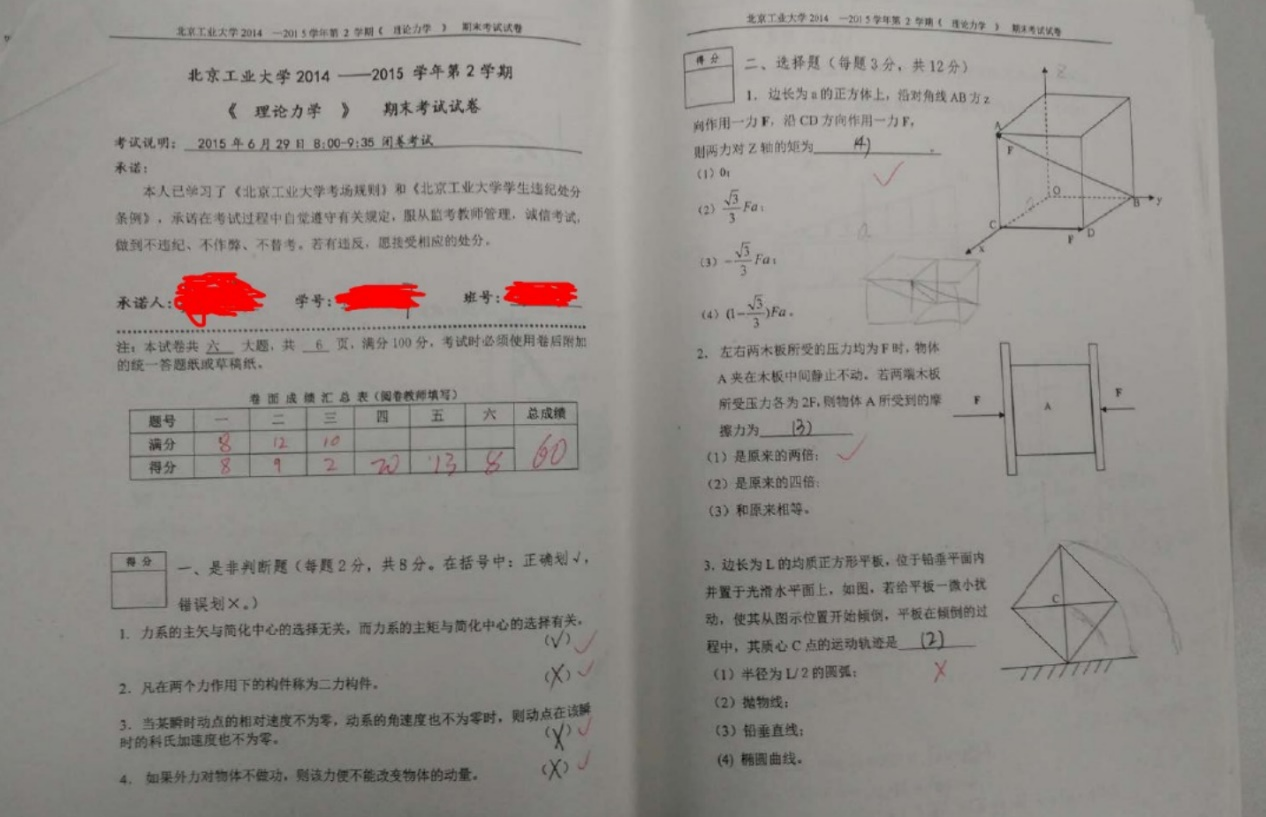 北京工业大学2014 —2015学年第2学期《 理论力学 》 期末考试试卷
北京工业大学2014 ——2015 学年第2学期
《 理论力学 》 期末考试试卷
考试说明: 2015年6月29日 8:00-9:35 闭卷考试
承诺:
本人已学习了《北京工业大学考场规则》和《北京工业大学学生违纪处分
条例》,承诺在考试过程中自觉遵守有关规定,服从监考教师管理,诚信考试,
做到不违纪、不作弊、不替考。若有违反,愿接受相应的处分。
承诺人: 学号: 班号:
注:本试卷共 六 大题,共 6 页,满分100分,考试时必须使用卷后附加
的统一答题纸或草稿纸。
卷面成绩汇总表(阅卷教师填写)
题号 一 二 三 四 五 六 总成绩
满分 8 12 10
得分 8 9 2 20 13 8 60
得分
一、是非判断题(每题2分,共8分。在括号中:正确划√,
错误划×。)
1. 力系的主矢与简化中心的选择无关,而力系的主矩与简化中心的选择有关。
(√)
2. 凡在两个力作用下的构件称为二力构件。 (X)
3. 当某瞬时动点的相对速度不为零,动系的角速度也不为零时,则动点在该瞬
时的科氏加速度也不为零。 (X)
4. 如果外力对物体不做功,则该力便不能改变物体的动量。 (X)
北京工业大学2014 —2015学年第2学期《 理论力学 》 期末考试试卷
得分
二、选择题(每题3分,共12分)
1. 边长为a的正方体上,沿对角线AB方
向作用一力F,沿CD方向作用一力F,
则两力对Z轴的矩为 (4) .
(1)0;
(2)√3/3 Fa;
(3)-√3/3 Fa;
(4)(1-√3/3)Fa。
z
A
F
O
B
y
C
F
D
x
2. 左右两木板所受的压力均为F时,物体
A夹在木板中间静止不动。若两端木板
所受压力各为2F,则物体A所受到的摩
擦力为 (3)
(1)是原来的两倍;
(2)是原来的四倍;
(3)和原来相等。
F A F
3. 边长为L的均质正方形平板,位于铅垂平面内
并置于光滑水平面上,如图,若给平板一微小扰
动,使其从图示位置开始倾倒,平板在倾倒的过
程中,其质心C点的运动轨迹是 (2)
(1)半径为L/2的圆弧;
(2)抛物线;
(3)铅垂直线;
(4) 椭圆曲线。
C